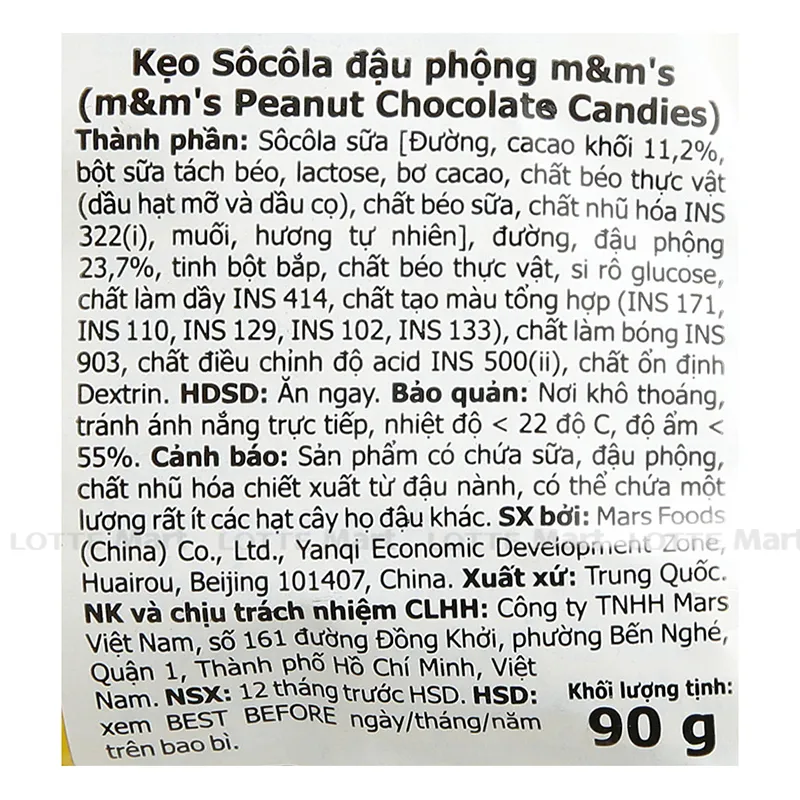 Kẹo Sôcôla đậu phộng m&m's
(m&m's Peanut Chocolate Candies)
Thành phần: Sôcôla sữa [Đường, cacao khối 11,2%,
bột sữa tách béo, lactose, bơ cacao, chất béo thực vật
(dầu hạt mỡ và dầu cọ), chất béo sữa, chất nhũ hóa INS
322(i), muối, hương tự nhiên], đường, đậu phộng
23,7%, tinh bột bắp, chất béo thực vật, si rô glucose,
chất làm dầy INS 414, chất tạo màu tổng hợp (INS 171,
INS 110, INS 129, INS 102, INS 133), chất làm bóng INS
903, chất điều chỉnh độ acid INS 500(ii), chất ổn định
Dextrin. HDSD: Ăn ngay. Bảo quản: Nơi khô thoáng,
tránh ánh nắng trực tiếp, nhiệt độ < 22 độ C, độ ẩm <
55%. Cảnh báo: Sản phẩm có chứa sữa, đậu phộng,
chất nhũ hóa chiết xuất từ đậu nành, có thể chứa một
lượng rất ít các hạt cây họ đậu khác. SX bởi: Mars Foods
LOTTE Mart LOTTE Mart LOTTE Mart
(China) Co., Ltd., Yanqi Economic Development Zone,
Huairou, Beijing 101407, China. Xuất xứ: Trung Quốc.
NK và chịu trách nhiệm CLHH: Công ty TNHH Mars
Việt Nam, số 161 đường Đồng Khởi, phường Bến Nghé,
Quận 1, Thành phố Hồ Chí Minh, Việt
Nam. NSX: 12 tháng trước HSD. HSD:
xem BEST BEFORE ngày/tháng/năm
trên bao bì.
Khối lượng tịnh:
90 g